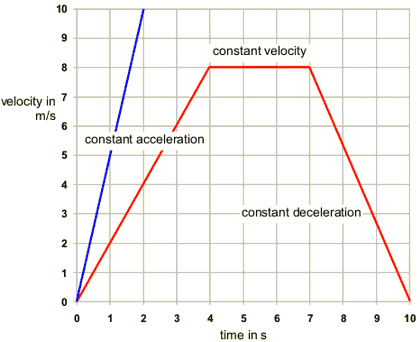 10
9
8
7
6
5
4
3
2
1
0
velocity in
m/s
constant velocity
constant acceleration
constant deceleration
0 1 2 3 4 5 6 7 8 9 10
time in s